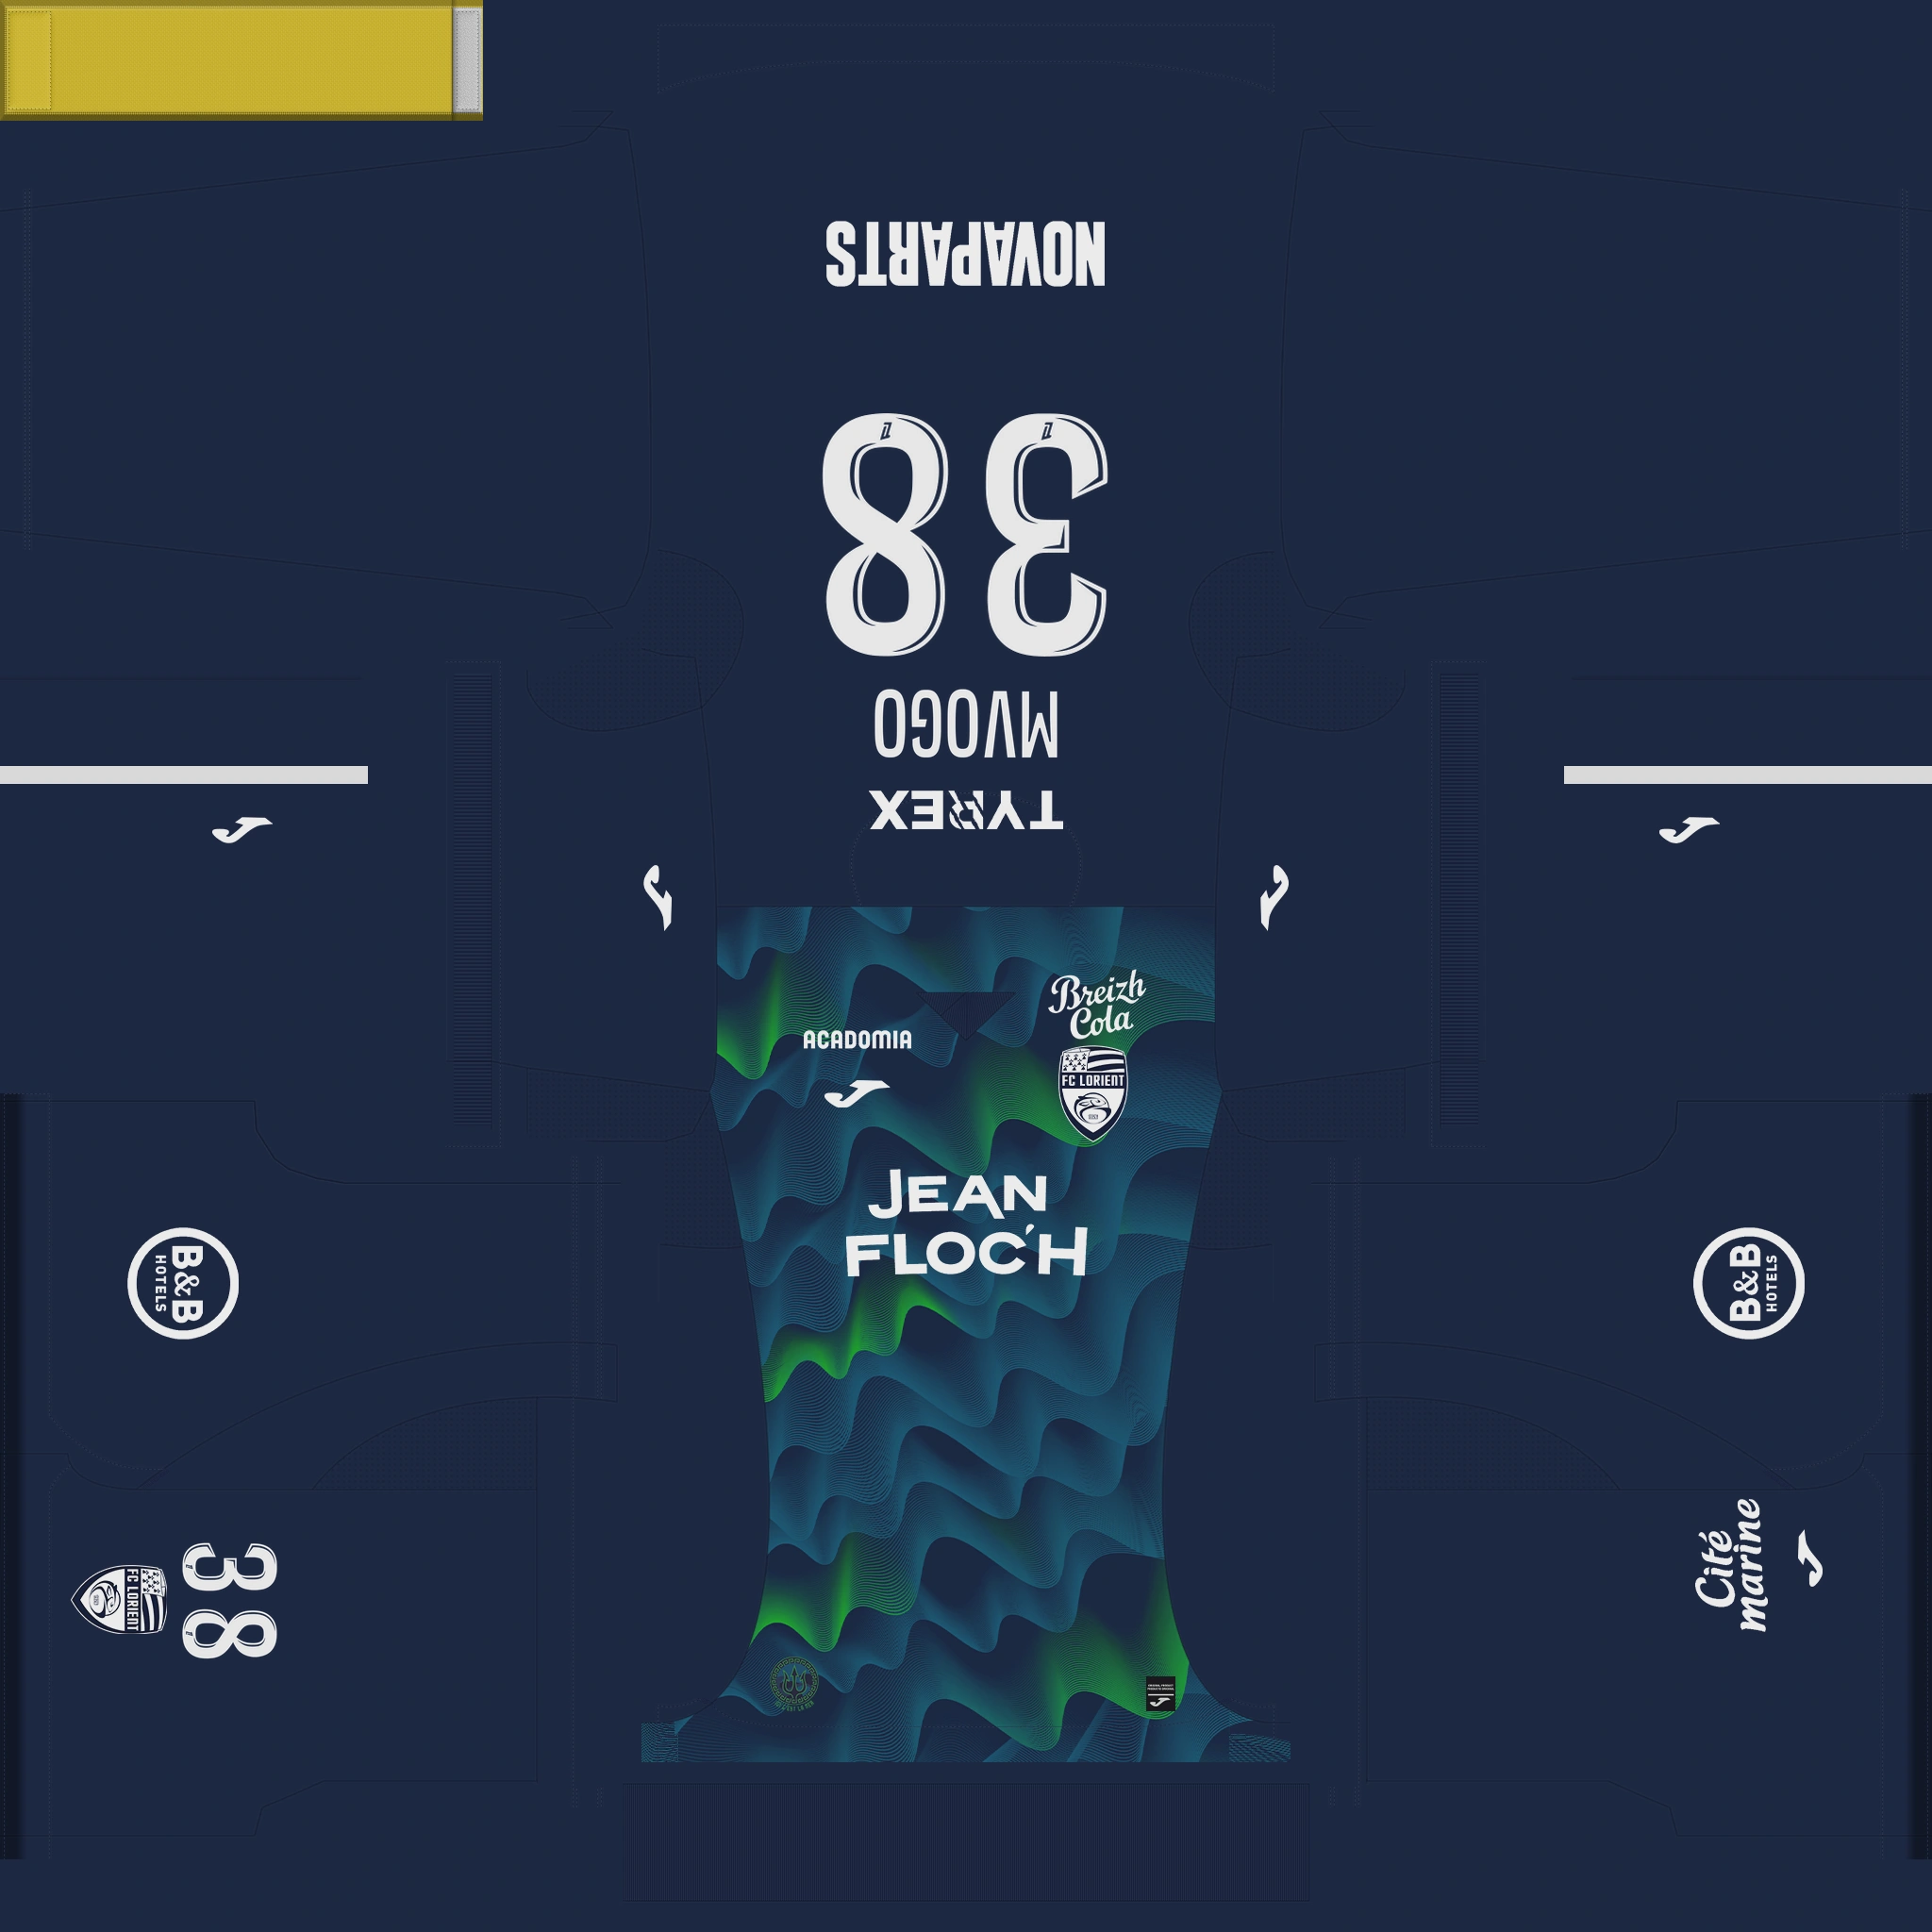 NOVAPARTS
38
MVOGO
TYREX
Breizh
Cola
ACADOMIA
FC LORIENT
JEAN
FLOC'H
B&B
HOTELS
B&B
HOTELS
38
FC LORIENT
Cité
marine